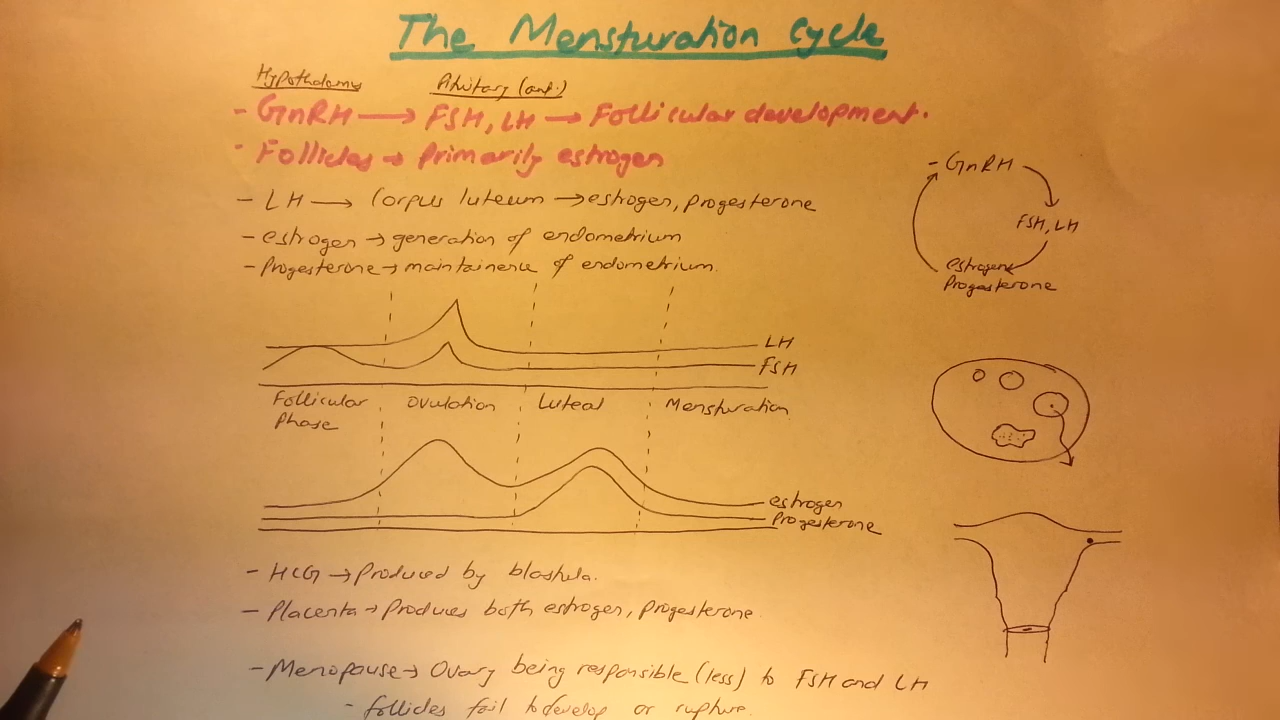 The Mensturation Cycle
Hypothalamus Pituitary (ant.)
- GnRH → FSH, LH → Follicular development.
- Follicles → primarily estrogen
- LH → Corpus luteum → estrogen, progesterone
- estrogen → generation of endometrium
- Progesterone → maintainence of endometrium.
- GnRH
FSH, LH
estrogen
Progesterone
LH
FSH
Follicular Phase
Ovulation
Luteal
Mensturation
estrogen
Progesterone
- HCG → Produced by
- Placenta → Produces both estrogen, progesterone
- Menopause → Ovary being responsible (less) to FSH and LH
- follicles fail to develop or rupture.